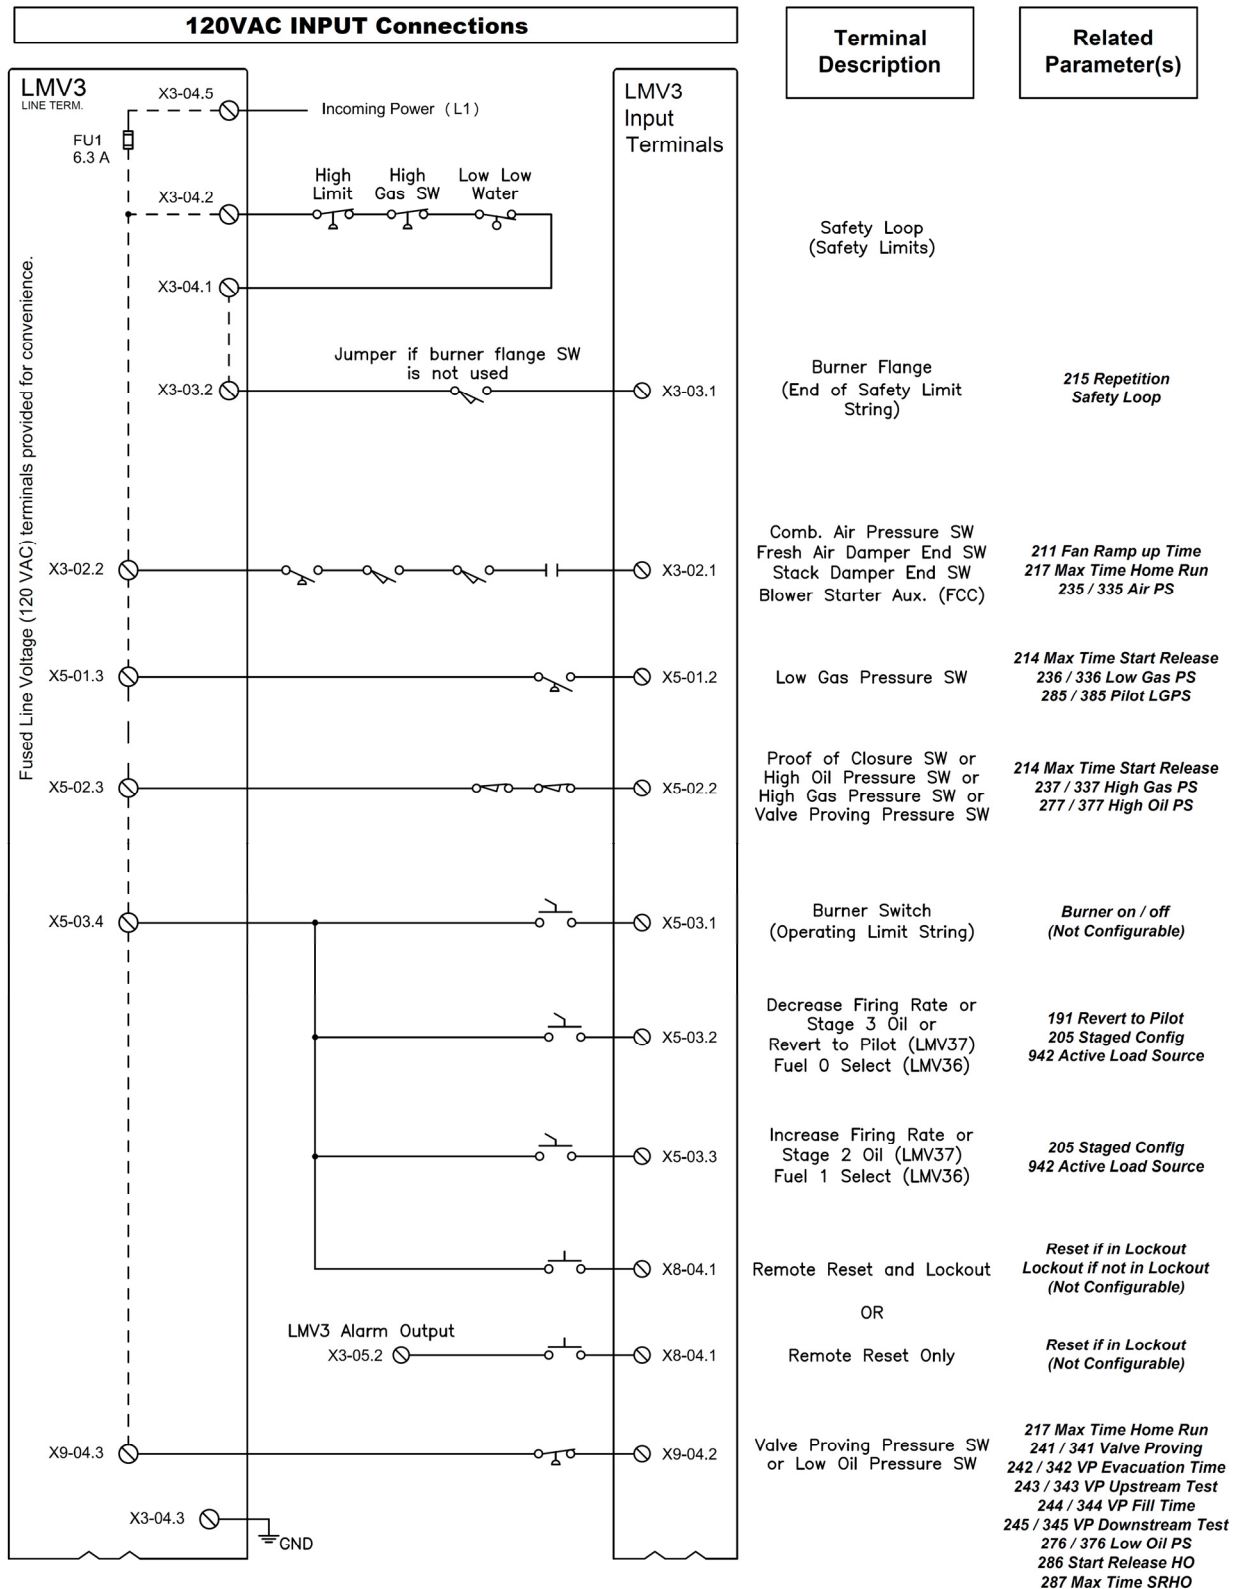 120VAC INPUT Connections
Terminal
Description
Related
Parameter(s)
LMV3
LINE TERM.
X3-04.5
Incoming Power ( L1)
LMV3
Input
Terminals
FU1
6.3 A
X3-04.2
High
Limit
High
Gas SW
Low Low
Water
Safety Loop
(Safety Limits)
X3-04.1
Fused Line Voltage (120 VAC) terminals provided for convenience.
Jumper if burner flange SW
is not used
X3-03.2
X3-03.1
Burner Flange
(End of Safety Limit
String)
215 Repetition
Safety Loop
X3-02.2
X3-02.1
Comb. Air Pressure SW
Fresh Air Damper End SW
Stack Damper End SW
Blower Starter Aux. (FCC)
211 Fan Ramp up Time
217 Max Time Home Run
235 / 335 Air PS
X5-01.3
X5-01.2
Low Gas Pressure SW
214 Max Time Start Release
236 / 336 Low Gas PS
285 / 385 Pilot LGPS
X5-02.3
X5-02.2
Proof of Closure SW or
High Oil Pressure SW or
High Gas Pressure SW or
Valve Proving Pressure SW
214 Max Time Start Release
237 / 337 High Gas PS
277 / 377 High Oil PS
X5-03.4
X5-03.1
Burner Switch
(Operating Limit String)
Burner on / off
(Not Configurable)
X5-03.2
Decrease Firing Rate or
Stage 3 Oil or
Revert to Pilot (LMV37)
Fuel 0 Select (LMV36)
191 Revert to Pilot
205 Staged Config
942 Active Load Source
X5-03.3
Increase Firing Rate or
Stage 2 Oil (LMV37)
Fuel 1 Select (LMV36)
205 Staged Config
942 Active Load Source
X8-04.1
Remote Reset and Lockout
Reset if in Lockout
Lockout if not in Lockout
(Not Configurable)
OR
LMV3 Alarm Output
X3-05.2
X8-04.1
Remote Reset Only
Reset if in Lockout
(Not Configurable)
X9-04.3
X9-04.2
Valve Proving Pressure SW
or Low Oil Pressure SW
217 Max Time Home Run
241 / 341 Valve Proving
242 / 342 VP Evacuation Time
243 / 343 VP Upstream Test
244 / 344 VP Fill Time
245 / 345 VP Downstream Test
276 / 376 Low Oil PS
286 Start Release HO
287 Max Time SRHO
X3-04.3
GND